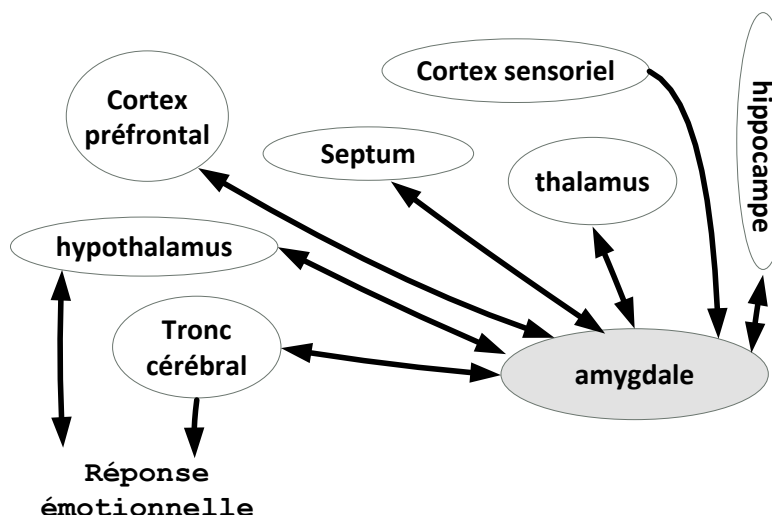 Cortex sensoriel
hippocampe
Cortex
préfrontal
Septum
thalamus
hypothalamus
Tronc
cérébral
amygdale
Réponse
émotionnelle